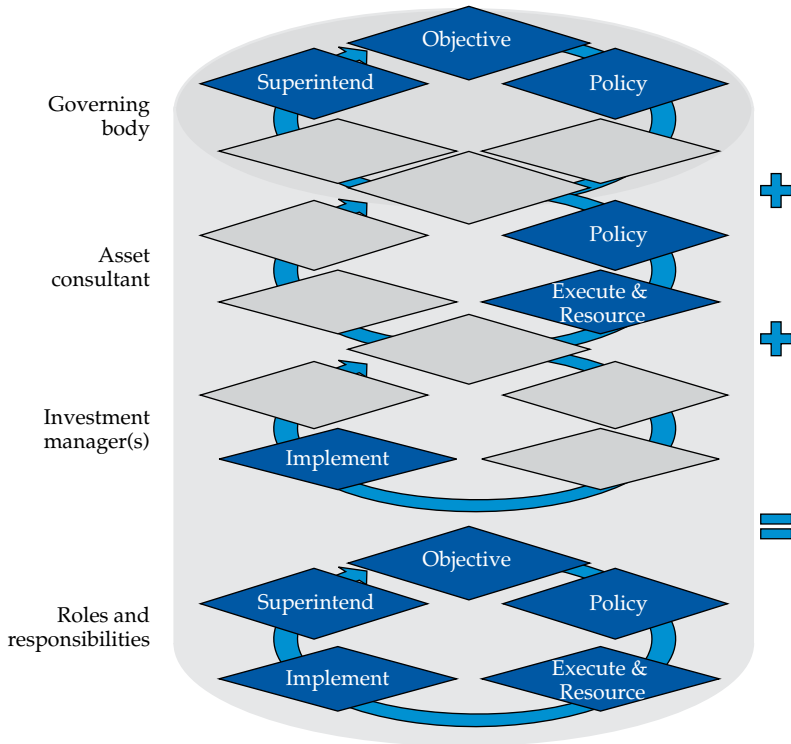 Objective
Superintend
Policy
Governing
body
+
Policy
Asset
consultant
Execute &
Resource
+
Investment
manager(s)
Implement
=
Objective
Superintend
Policy
Roles and
responsibilities
Implement
Execute &
Resource